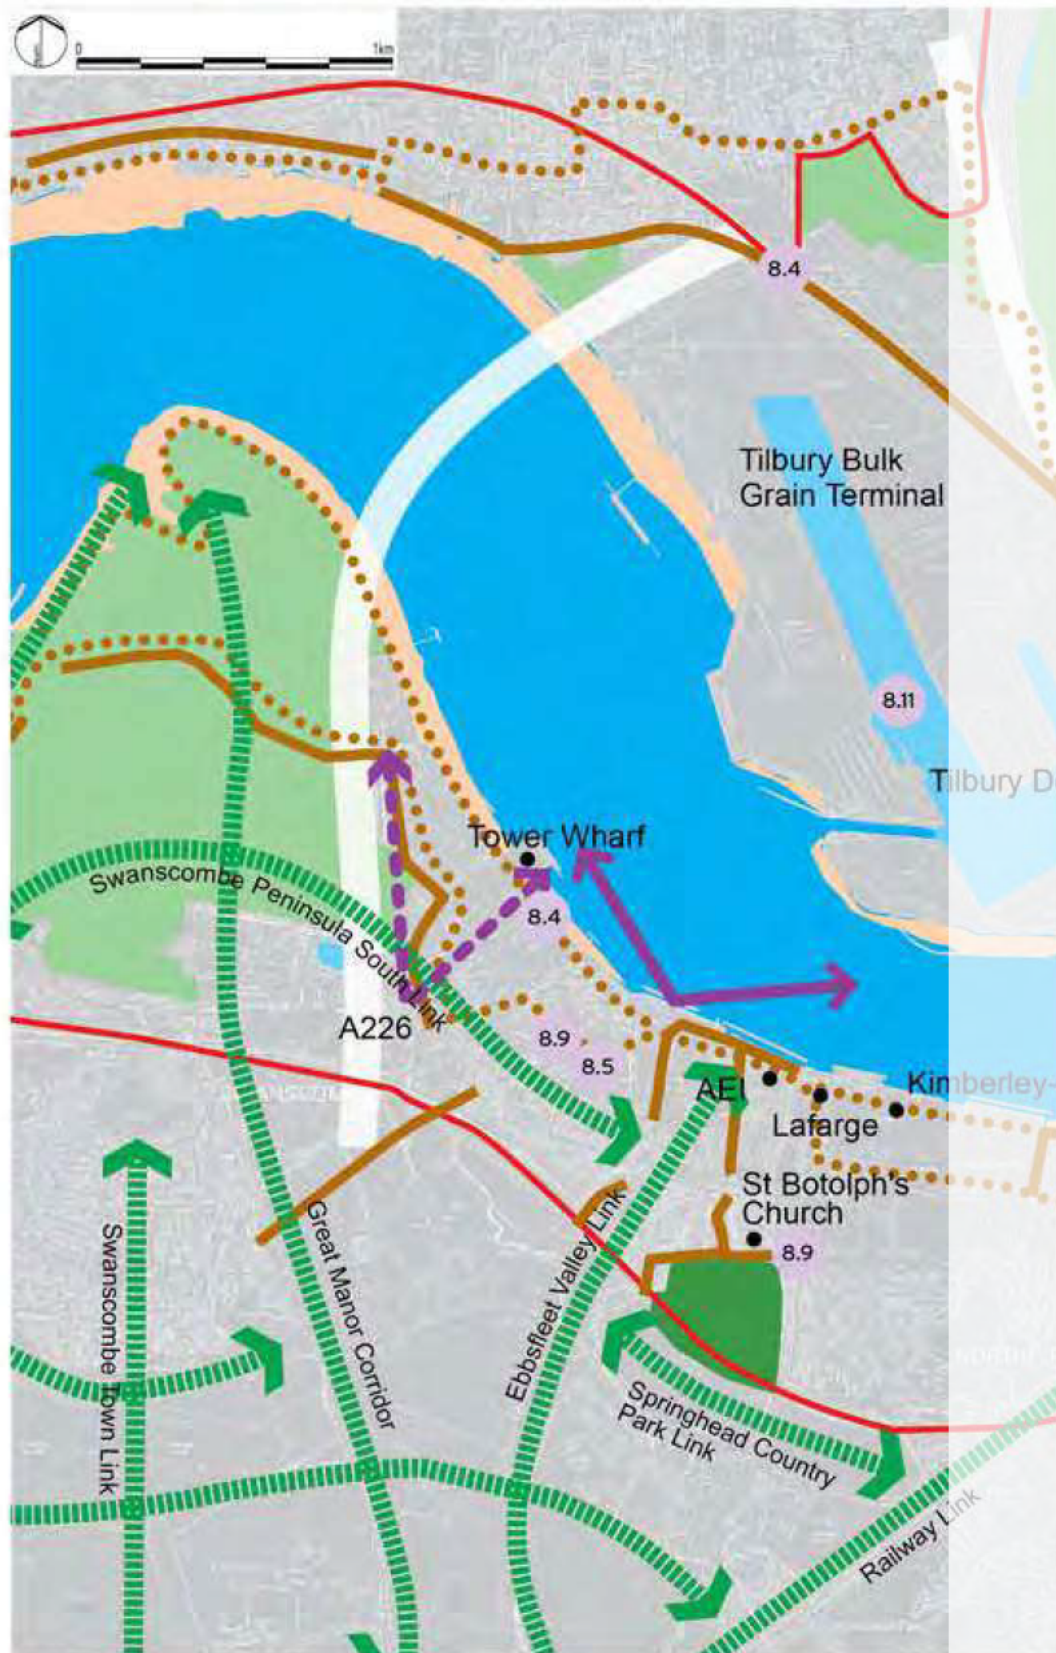 0
1km
8.4
Tilbury Bulk
Grain Terminal
8.11
Tilbury D
Tower Wharf
Swanscombe Peninsula South Link
8.4
A226
8.9
8.5
AEI
Kimberley-
Lafarge
St Botolph's
Church
8.9
Swanscombe Town Link
Great Manor Corridor
Ebbsfleet Valley Link
Springhead Country
Park Link
Railway Link